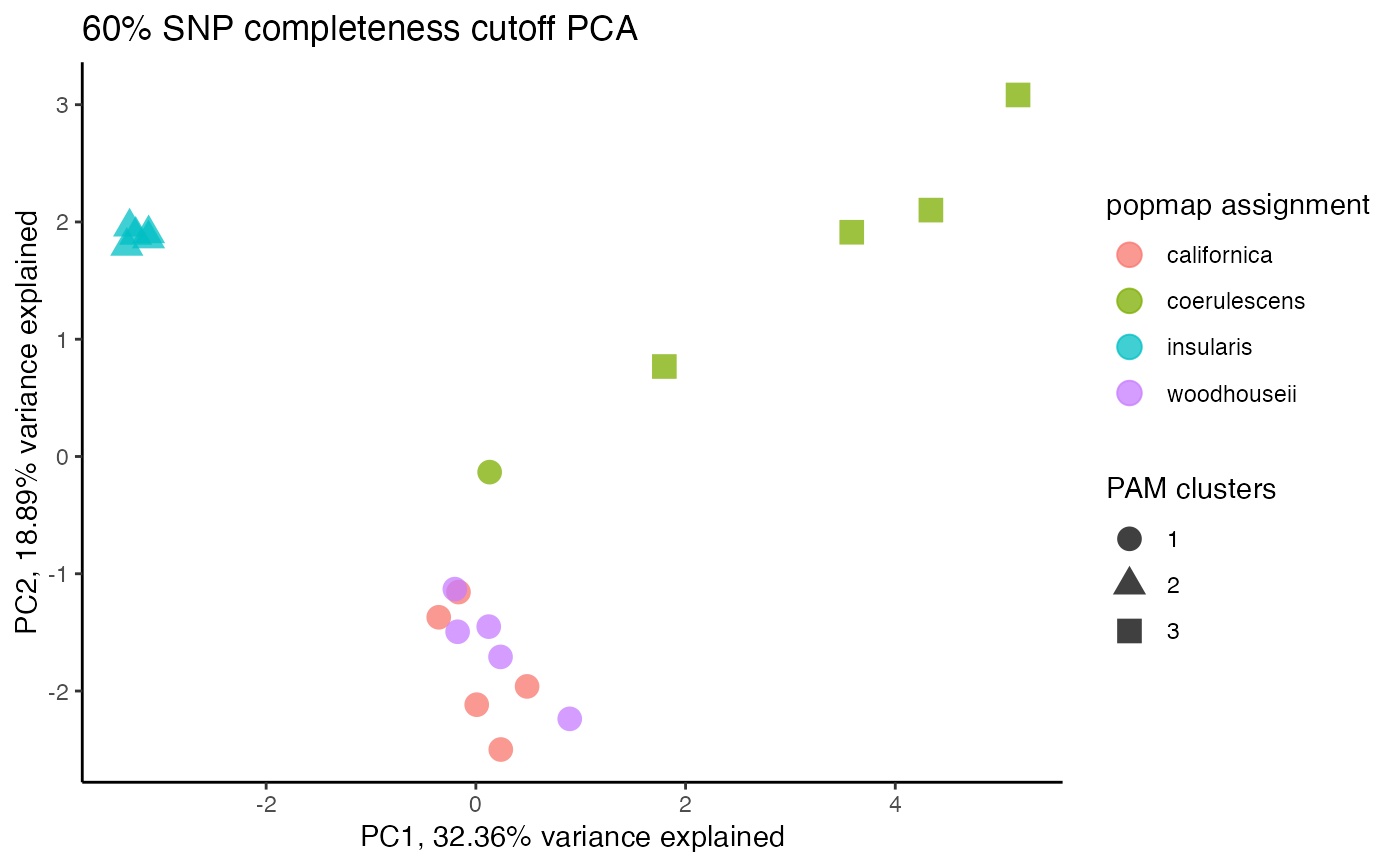 60% SNP completeness cutoff PCA
PC2, 18.89% variance explained
3
2
1
0
-1
-2
-2
0
2
4
PC1, 32.36% variance explained
popmap assignment
californica
coerulescens
insularis
woodhouseii
PAM clusters
1
2
3